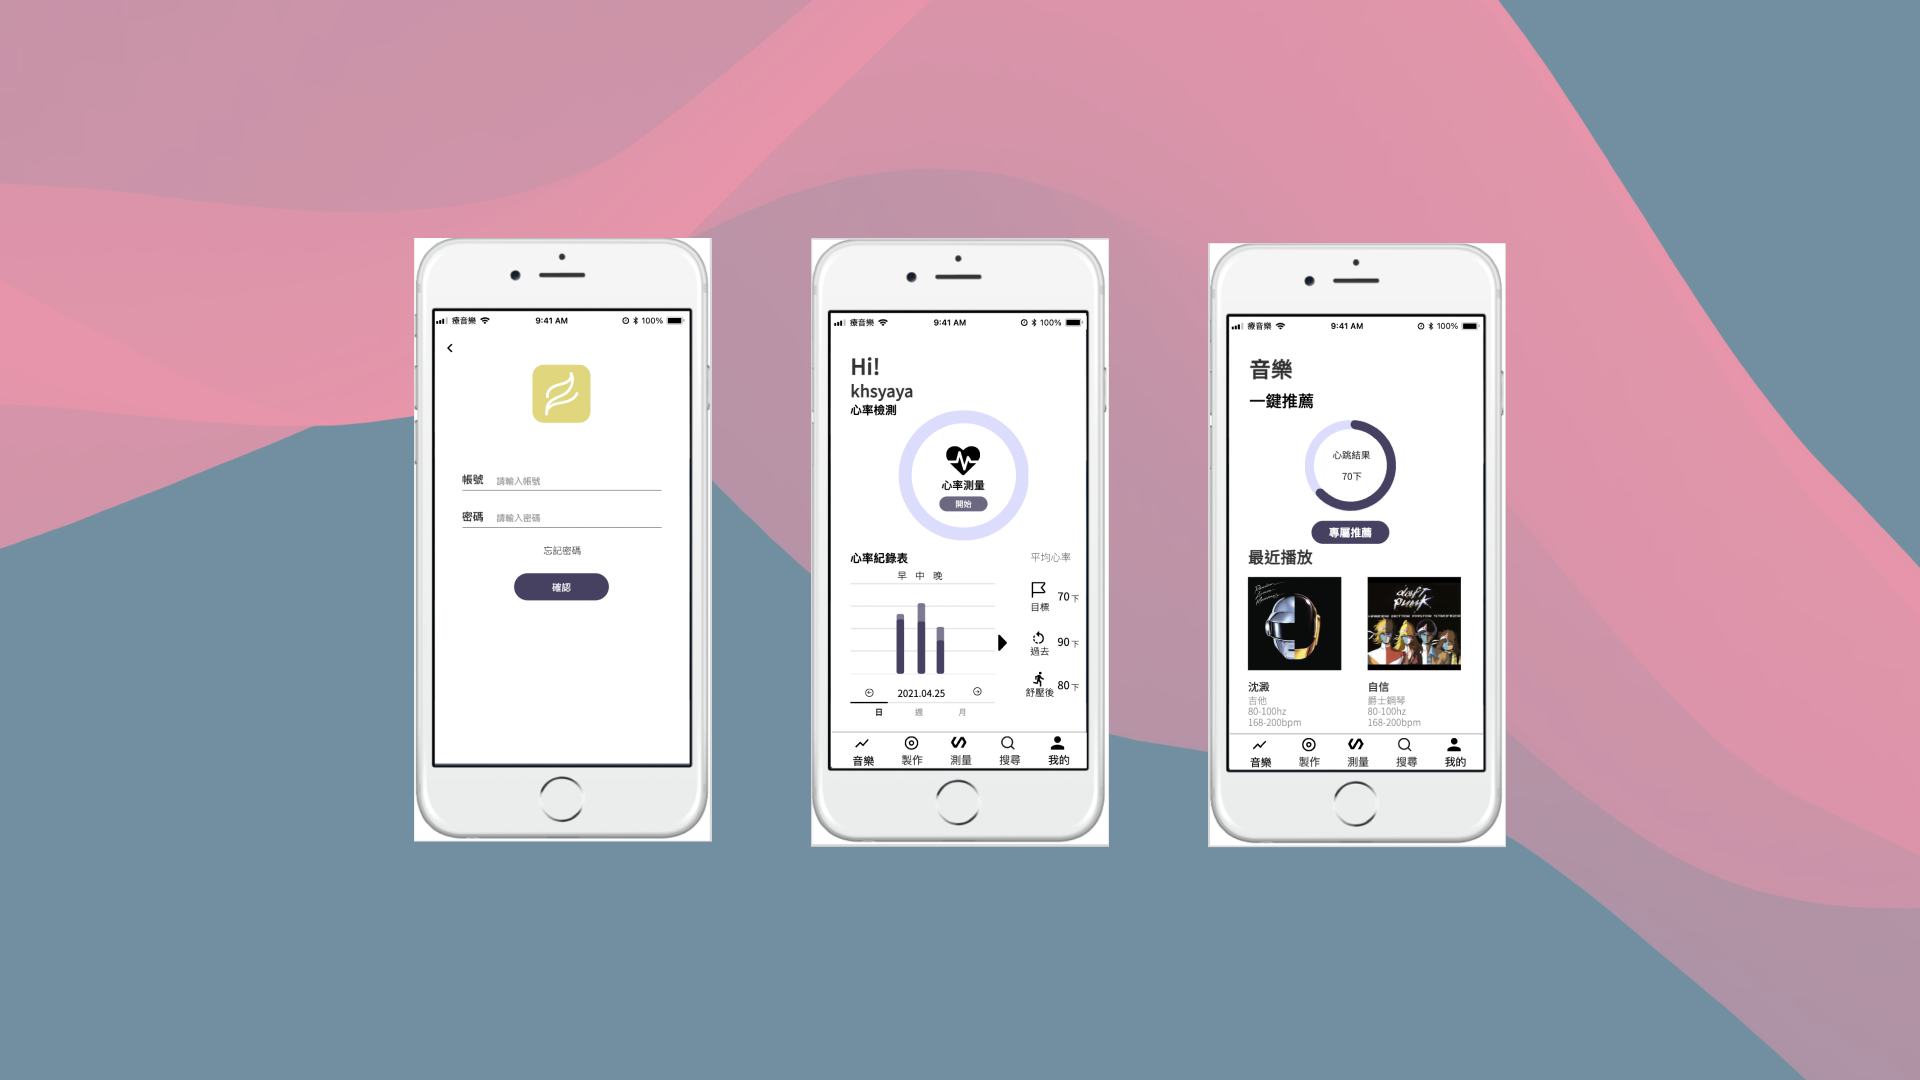 療音樂 9:41 AM 100%
帳號 請輸入帳號
密碼 請輸入密碼
忘記密碼
確認
療音樂 9:41 AM 100%
Hi!
khsyaya
心率檢測
心率測量
開始
心率紀錄表 平均心率
早 中 晚
目標 70下
過去 90下
舒壓後 80下
2021.04.25
日 週 月
音樂 製作 測量 搜尋 我的
療音樂 9:41 AM 100%
音樂
一鍵推薦
心跳結果
70下
專屬推薦
最近播放
daft
punk
沈澱 自信
吉他 爵士鋼琴
80-100hz 80-100hz
168-200bpm 168-200bpm
音樂 製作 測量 搜尋 我的